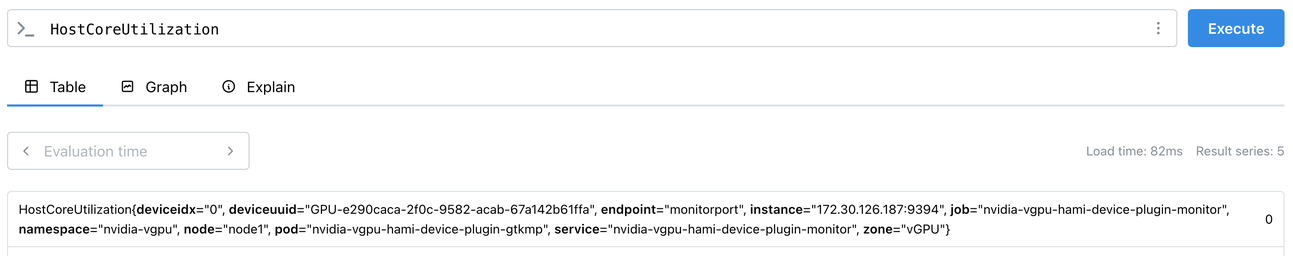 >_ HostCoreUtilization
Execute
Table Graph Explain
Evaluation time
Load time: 82ms Result series: 5
HostCoreUtilization{deviceidx="0", deviceuuid="GPU-e290caca-2f0c-9582-acab-67a142b61ffa", endpoint="monitorport", instance="172.30.126.187:9394", job="nvidia-vgpu-hami-device-plugin-monitor",
namespace="nvidia-vgpu", node="node1", pod="nvidia-vgpu-hami-device-plugin-gtkmp", service="nvidia-vgpu-hami-device-plugin-monitor", zone="vGPU"}
0